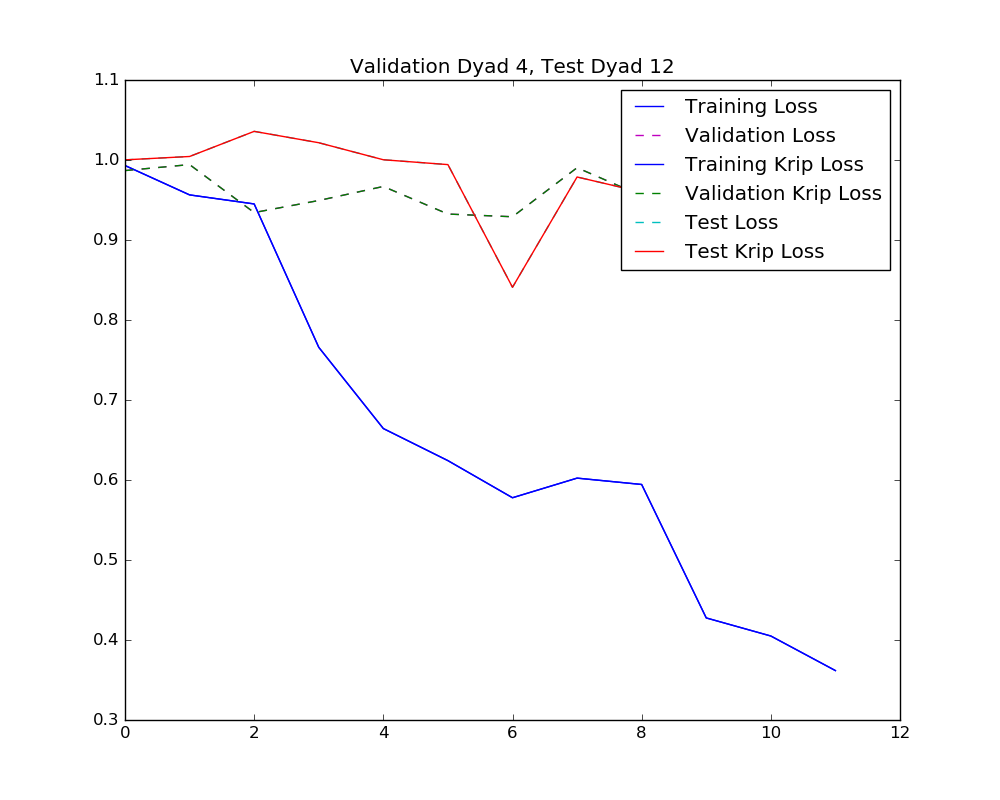 Validation Dyad 4, Test Dyad 12
1.1
1.0
0.9
0.8
0.7
0.6
0.5
0.4
0.3
0 2 4 6 8 10 12
Training Loss
Validation Loss
Training Krip Loss
Validation Krip Loss
Test Loss
Test Krip Loss